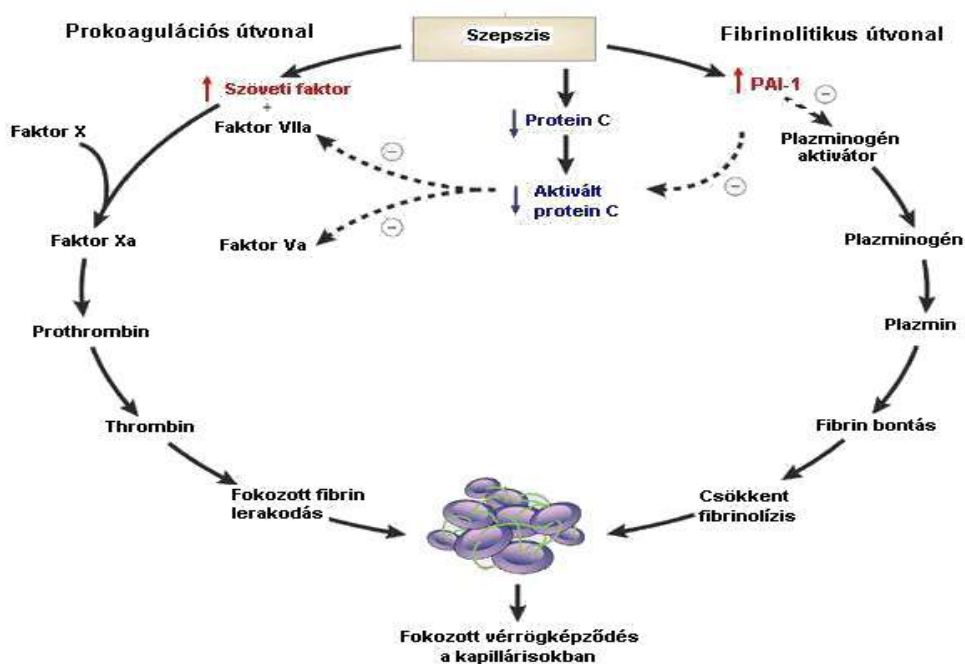 Prokoagulációs útvonal
Szepszis
Fibrinolitikus útvonal
Szöveti faktor
+
Faktor VIIa
PAI-1
Faktor X
Protein C
Plazminogén
aktivátor
Aktivált
protein C
Faktor Xa
Faktor Va
Plazminogén
Prothrombin
Plazmin
Thrombin
Fibrin bontás
Fokozott fibrin
lerakodás
Csökkent
fibrinolízis
Fokozott vérrögképződés
a kapillárisokban